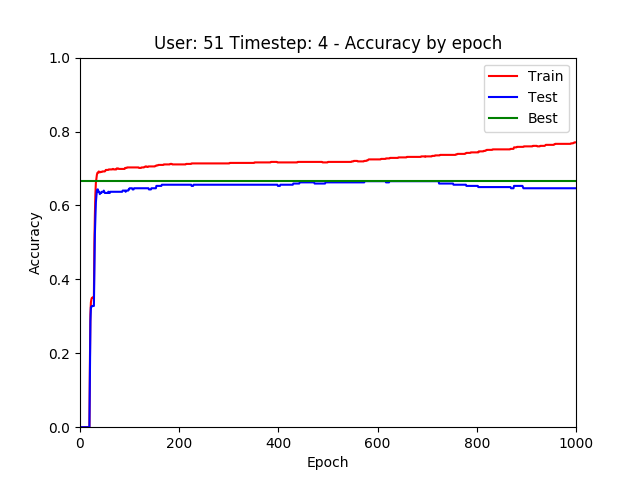 User: 51 Timestep: 4 - Accuracy by epoch
1.0
0.8
0.6
0.4
0.2
0.0
Accuracy
Train
Test
Best
0 200 400 600 800 1000
Epoch